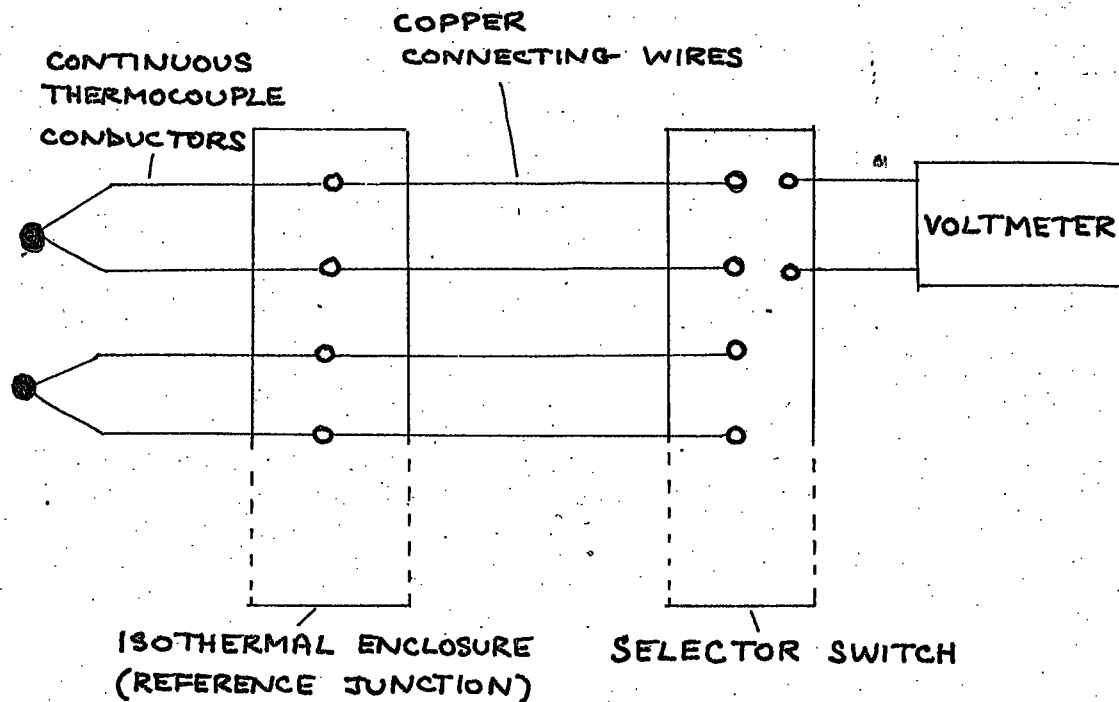 COPPER
CONNECTING WIRES
CONTINUOUS
THERMOCOUPLE
CONDUCTORS
VOLTMETER
ISOTHERMAL ENCLOSURE
(REFERENCE JUNCTION)
SELECTOR SWITCH